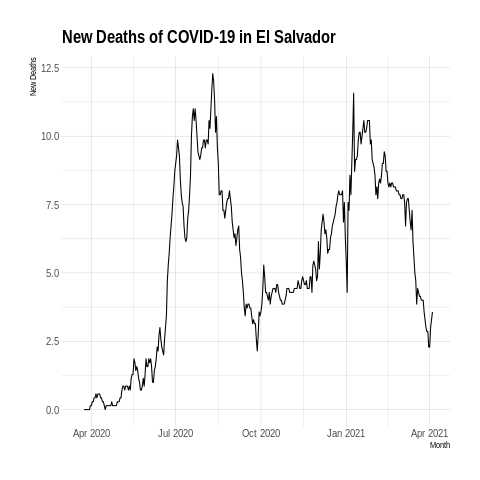 New Deaths of COVID-19 in El Salvador
New Deaths
12.5
10.0
7.5
5.0
2.5
0.0
Apr 2020 Jul 2020 Oct 2020 Jan 2021 Apr 2021
Month